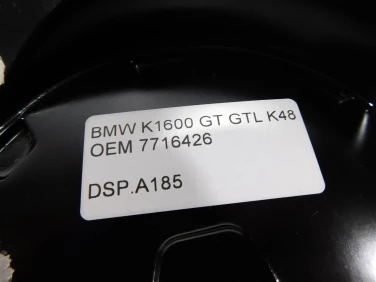 BMW K1600 GT GTL K48
OEM 7716426
DSP.A185